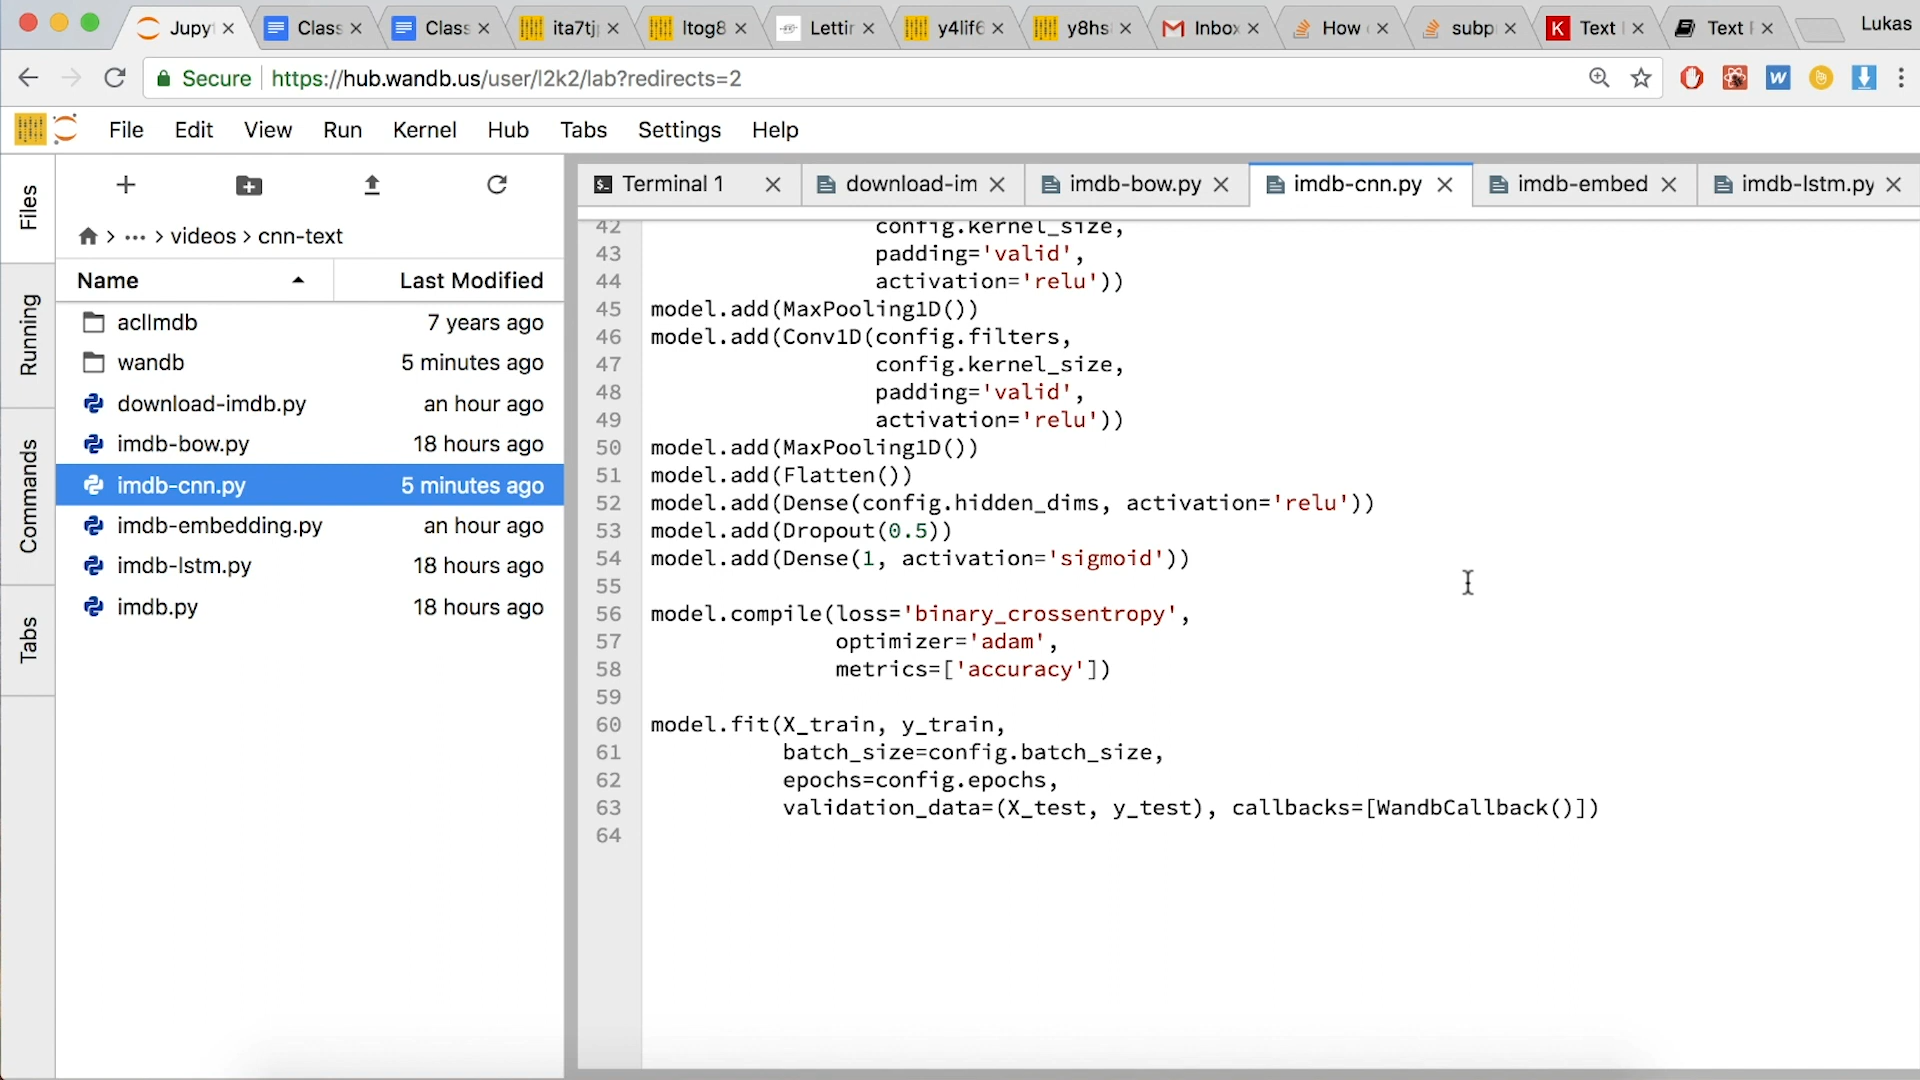 Jupy
Class
Class
ita7tj
ltog8
Lettin
y4lif6
y8hs
Inbox
How
subp
K
Text
Text
Lukas
Secure https://hub.wandb.us/user/l2k2/lab?redirects=2
File Edit View Run Kernel Hub Tabs Settings Help
Files
Running
Commands
Tabs
… > videos > cnn-text
Name Last Modified
aclImdb 7 years ago
wandb 5 minutes ago
download-imdb.py an hour ago
imdb-bow.py 18 hours ago
imdb-cnn.py 5 minutes ago
imdb-embedding.py an hour ago
imdb-lstm.py 18 hours ago
imdb.py 18 hours ago
Terminal 1 download-im imdb-bow.py imdb-cnn.py imdb-embed imdb-lstm.py
42 config.kernel_size,
43 padding='valid',
44 activation='relu'))
45 model.add(MaxPooling1D())
46 model.add(Conv1D(config.filters,
47 config.kernel_size,
48 padding='valid',
49 activation='relu'))
50 model.add(MaxPooling1D())
51 model.add(Flatten())
52 model.add(Dense(config.hidden_dims, activation='relu'))
53 model.add(Dropout(0.5))
54 model.add(Dense(1, activation='sigmoid'))
55
56 model.compile(loss='binary_crossentropy',
57 optimizer='adam',
58 metrics=['accuracy'])
59
60 model.fit(X_train, y_train,
61 batch_size=config.batch_size,
62 epochs=config.epochs,
63 validation_data=(X_test, y_test), callbacks=[WandbCallback()])
64